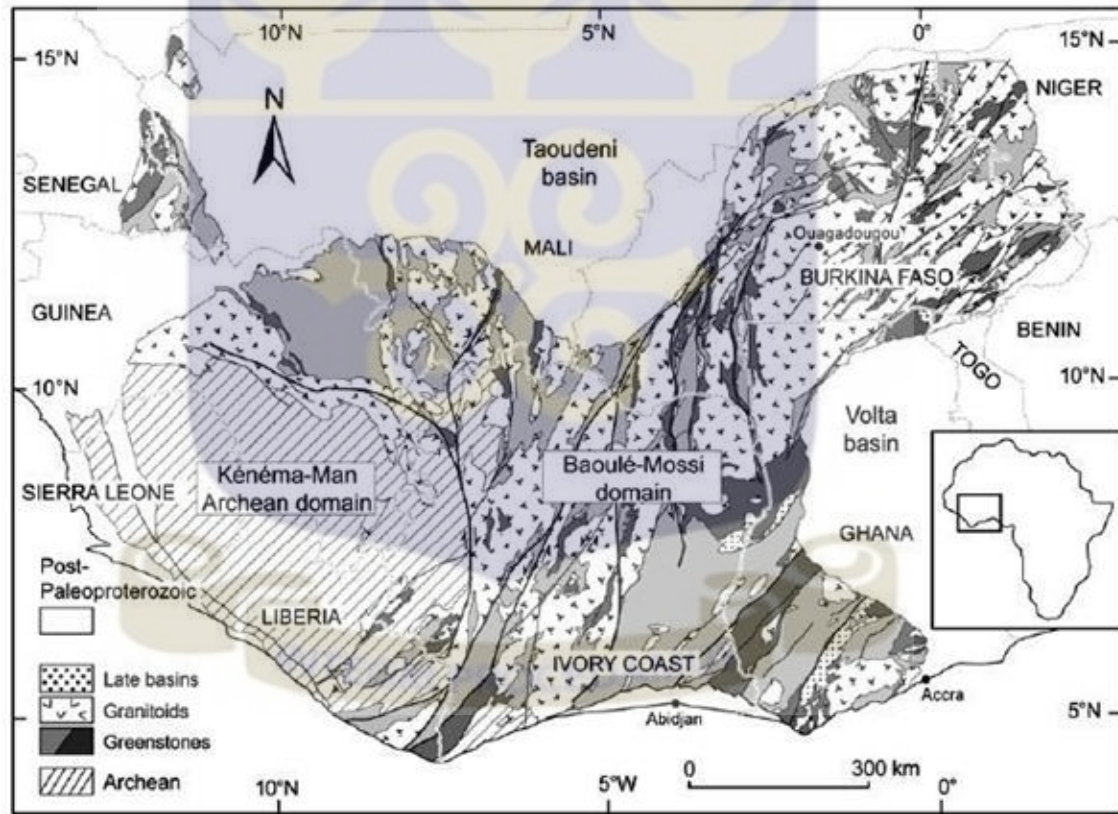 10°N
5°N
0°
15°N
15°N
NIGER
N
Taoudeni
basin
SENEGAL
MALI
Ouagadougou
BURKINA FASO
GUINEA
BENIN
TOGO
10°N
10°N
Volta
basin
Kénéma-Man
Archean domain
Baoulé-Mossi
domain
SIERRA LEONE
GHANA
Post-
Paleoproterozoic
LIBERIA
IVORY COAST
Late basins
Accra
Granitoids
Abidjan
5°N
Greenstones
Archean
10°N
5°W
0 300 km
0°